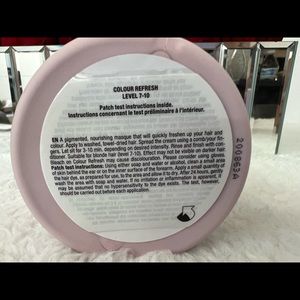 COLOUR REFRESH
LEVEL 7-10
Patch test instructions inside.
Instructions concernant le test préliminaire à l'intérieur.
EN A pigmented, nourishing masque that will quickly freshen up your hair and
colour. Apply to washed, towel-dried hair. Spread the cream using a comb/your fin-
gers. Let sit for 3-10 min, depending on desired intensity. Rinse and finish with con-
ditioner. Suitable for blonde hair (level 7-10). Effect may not be visible on darker hair.
Bleach on Colour Refresh may cause discolouration. Please consider using gloves.
Patch test instructions: Using either soap and water or alcohol, clean a small area
of skin behind the ear or on the inner surface of the forearm. Apply a small quantity of
the hair dye, as prepared for use, to the area and allow it to dry. After 24 hours, gently
wash the area with soap and water. If no irritation or inflammation is apparent, it
may be assumed that no hypersensitivity to the dye exists. The test, however,
should be carried out before each
200863A